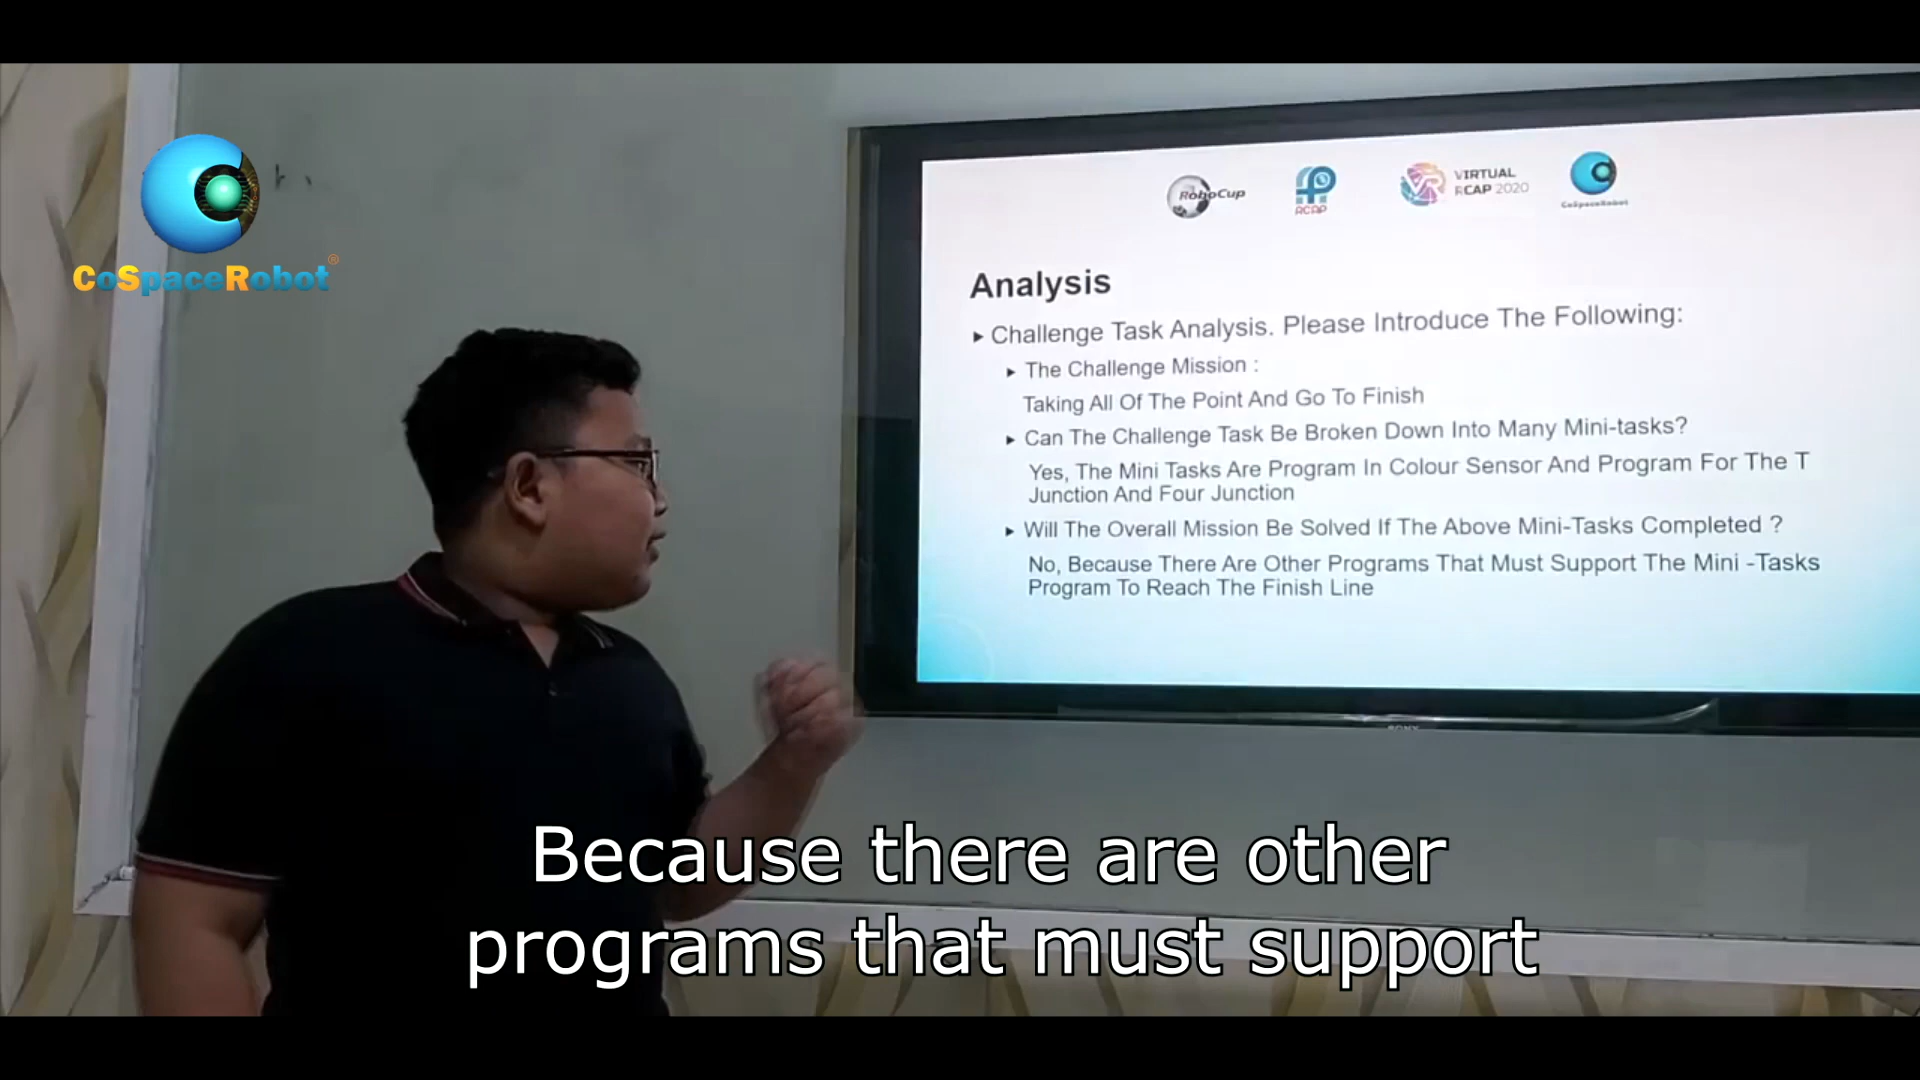 CoSpaceRobot®
RoboCup
RCAP
VIRTUAL
RCAP 2020
CoSpaceRobot
Analysis
Challenge Task Analysis. Please Introduce The Following:
The Challenge Mission :
Taking All Of The Point And Go To Finish
Can The Challenge Task Be Broken Down Into Many Mini-tasks?
Yes, The Mini Tasks Are Program In Colour Sensor And Program For The T
Junction And Four Junction
Will The Overall Mission Be Solved If The Above Mini-Tasks Completed ?
No, Because There Are Other Programs That Must Support The Mini -Tasks
Program To Reach The Finish Line
SONY
Because there are other
programs that must support